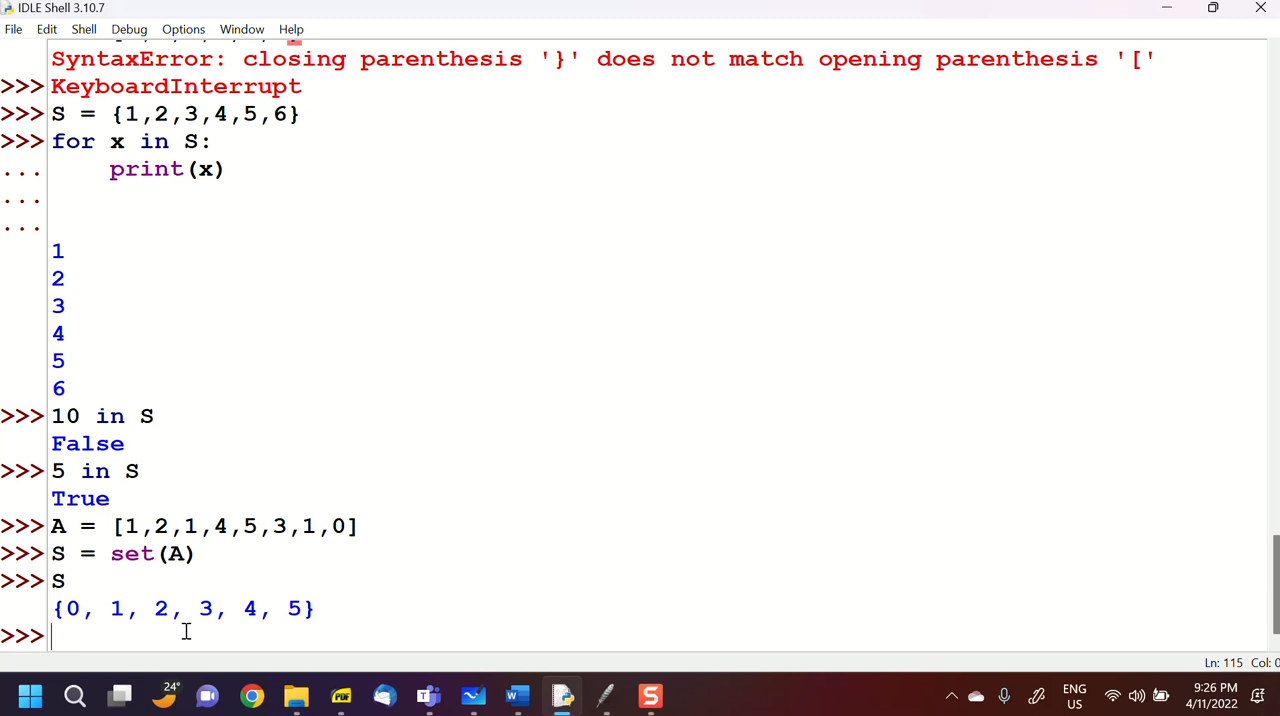 IDLE Shell 3.10.7
File Edit Shell Debug Options Window Help
SyntaxError: closing parenthesis '}' does not match opening parenthesis '['
>>> KeyboardInterrupt
>>> S = {1,2,3,4,5,6}
>>> for x in S:
... print(x)
...
...
1
2
3
4
5
6
>>> 10 in S
False
>>> 5 in S
True
>>> A = [1,2,1,4,5,3,1,0]
>>> S = set(A)
>>> S
{0, 1, 2, 3, 4, 5}
>>>
Ln: 115 Col: 0
24° PDF T W S ENG 9:26 PM
US 4/11/2022